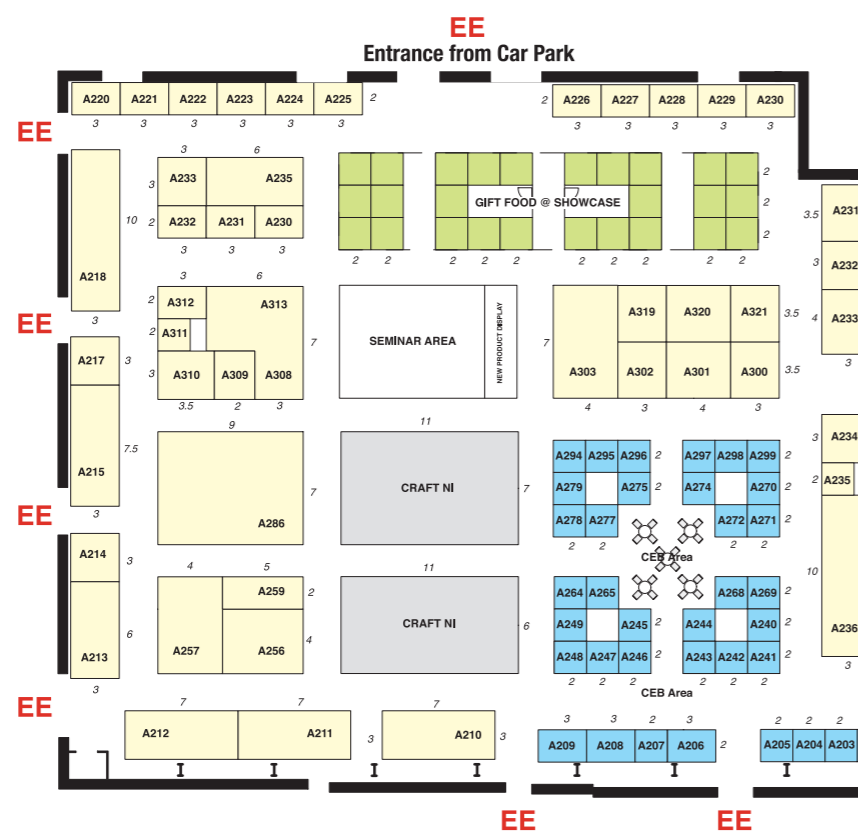 EE
Entrance from Car Park
A220 A221 A222 A223 A224 A225 2 2 A226 A227 A228 A229 A230
3 3 3 3 3 3 3 3 3 3
EE
3 6
A233 A235
3 2
10 2 A232 A231 A230 GIFT FOOD @ SHOWCASE 2 3.5 A231
3 3 3 2
2 2 2 2 2 2 2 2 2 2
A218 3 A232
3 6
2 A312 A313 A319 A320 A321 3.5 4 A233
3
EE
2 A311 7 SEMINAR AREA NEW PRODUCT DISPLAY 7
A217 3 3
3 A310 A309 A308 A303 A302 A301 A300 3.5
3.5 2 3 4 3 4 3
9 11
7.5 3 A234
A294 A295 A296 2 A297 A298 A299 2
A215 7 CRAFT NI 7 A279 A275 2 A274 A270 2 2 A235
3
EE
A286 A278 A277 A272 A271 2
2 2 2 2
A214 3 CEB Area
4 5 11 10
A259 2 A264 A265 A268 A269 2
6 CRAFT NI 6 A249 A245 2 A244 A240 2 A236
A213 A257 A256 4 A248 A247 A246 2 A243 A242 A241 2
3 2 2 2 2 2 2 3
CEB Area
EE
7 7 7 3 3 2 3 2 2 2
A212 A211 3 A210 3 A209 A208 A207 A206 2 A205 A204 A203
EE EE